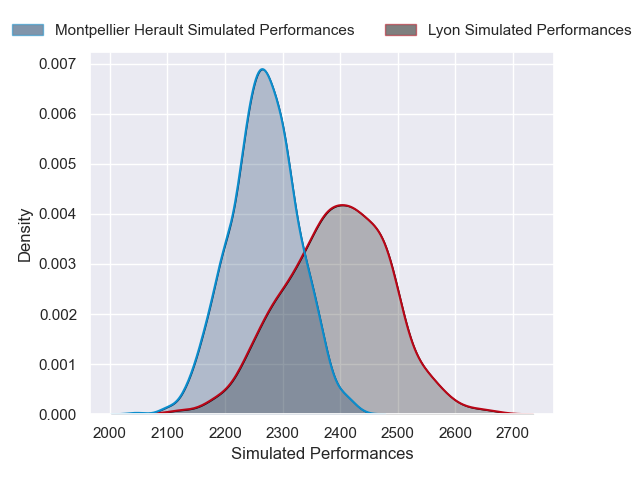 Montpellier Herault Simulated Performances Lyon Simulated Performances
0.007
0.006
0.005
0.004
0.003
0.002
0.001
0.000
Density
2000 2100 2200 2300 2400 2500 2600 2700
Simulated Performances